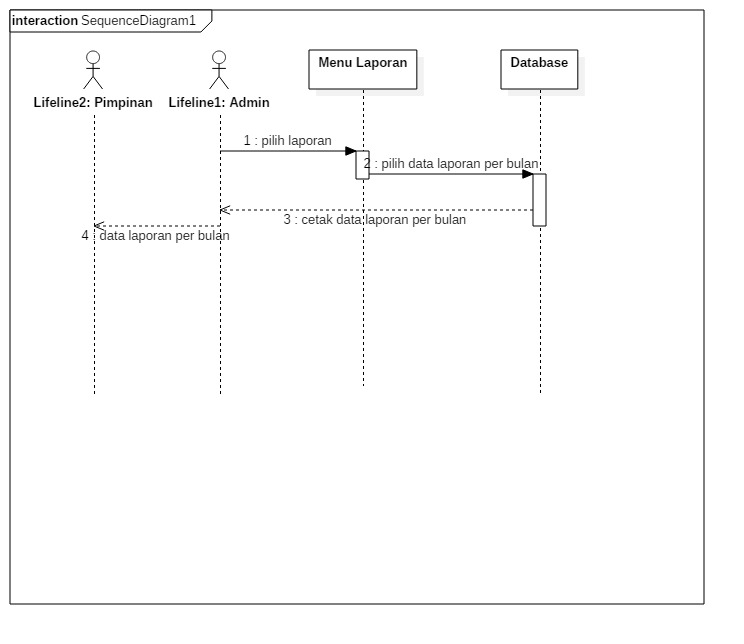 interaction SequenceDiagram1
Lifeline2: Pimpinan
Lifeline1: Admin
Menu Laporan
Database
1 : pilih laporan
2 : pilih data laporan per bulan
3 : cetak data laporan per bulan
4 : data laporan per bulan